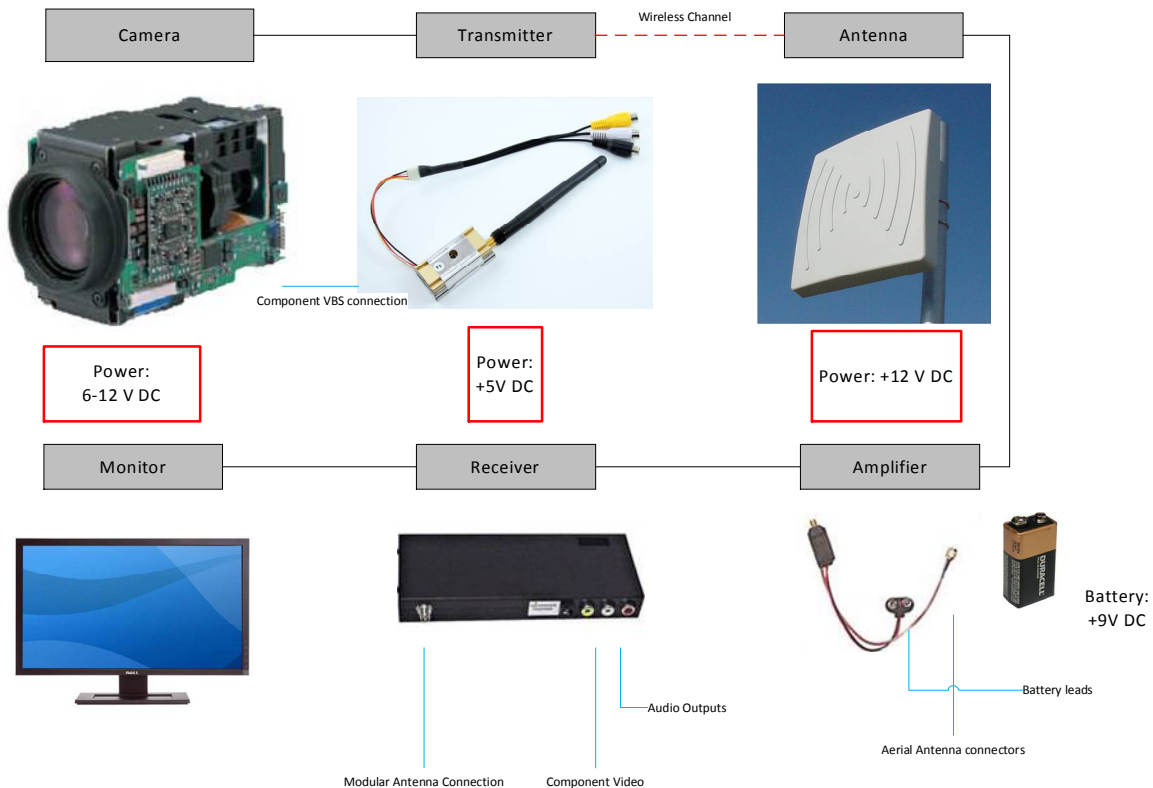 Camera
Transmitter
Wireless Channel
Antenna
Component VBS connection
Power:
6-12 V DC
Power:
+5V DC
Power: +12 V DC
Monitor
Receiver
Amplifier
DURACELL
Battery:
+9V DC
Battery leads
Audio Outputs
Aerial Antenna connectors
Modular Antenna Connection
Component Video